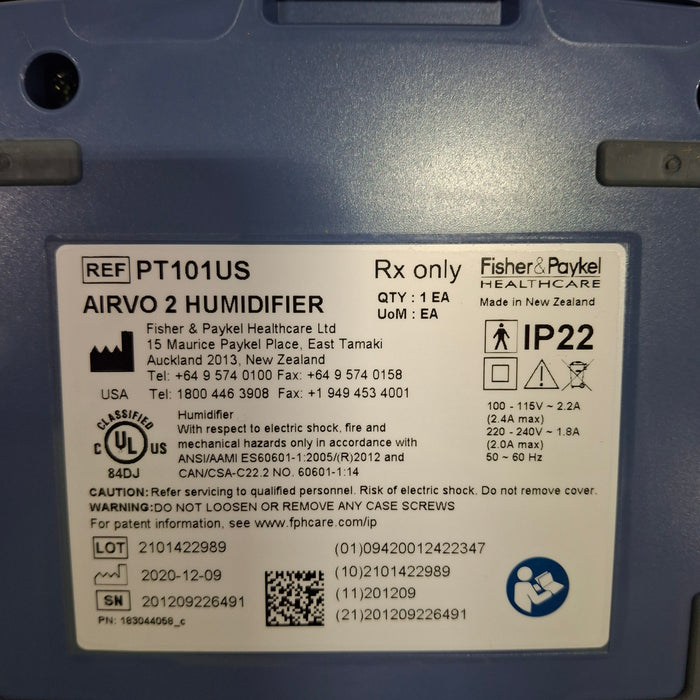 REF PT101US
Rx only
Fisher & Paykel
HEALTHCARE
AIRVO 2 HUMIDIFIER
QTY : 1 EA
UoM : EA
Made in New Zealand
Fisher & Paykel Healthcare Ltd
15 Maurice Paykel Place, East Tamaki
Auckland 2013, New Zealand
Tel: +64 9 574 0100 Fax: +64 9 574 0158
USA Tel: 1800 446 3908 Fax: +1 949 453 4001
IP22
100 - 115V ~ 2.2A
(2.4A max)
220 - 240V ~ 1.8A
(2.0A max)
50 ~ 60 Hz
CLASSIFIED
C UL US
84DJ
Humidifier
With respect to electric shock, fire and
mechanical hazards only in accordance with
ANSI/AAMI ES60601-1:2005/(R)2012 and
CAN/CSA-C22.2 NO. 60601-1:14
CAUTION: Refer servicing to qualified personnel. Risk of electric shock. Do not remove cover.
WARNING:DO NOT LOOSEN OR REMOVE ANY CASE SCREWS
For patent information, see www.fphcare.com/ip
LOT 2101422989
2020-12-09
SN 201209226491
PN: 183044058_c
(01)09420012422347
(10)2101422989
(11)201209
(21)201209226491